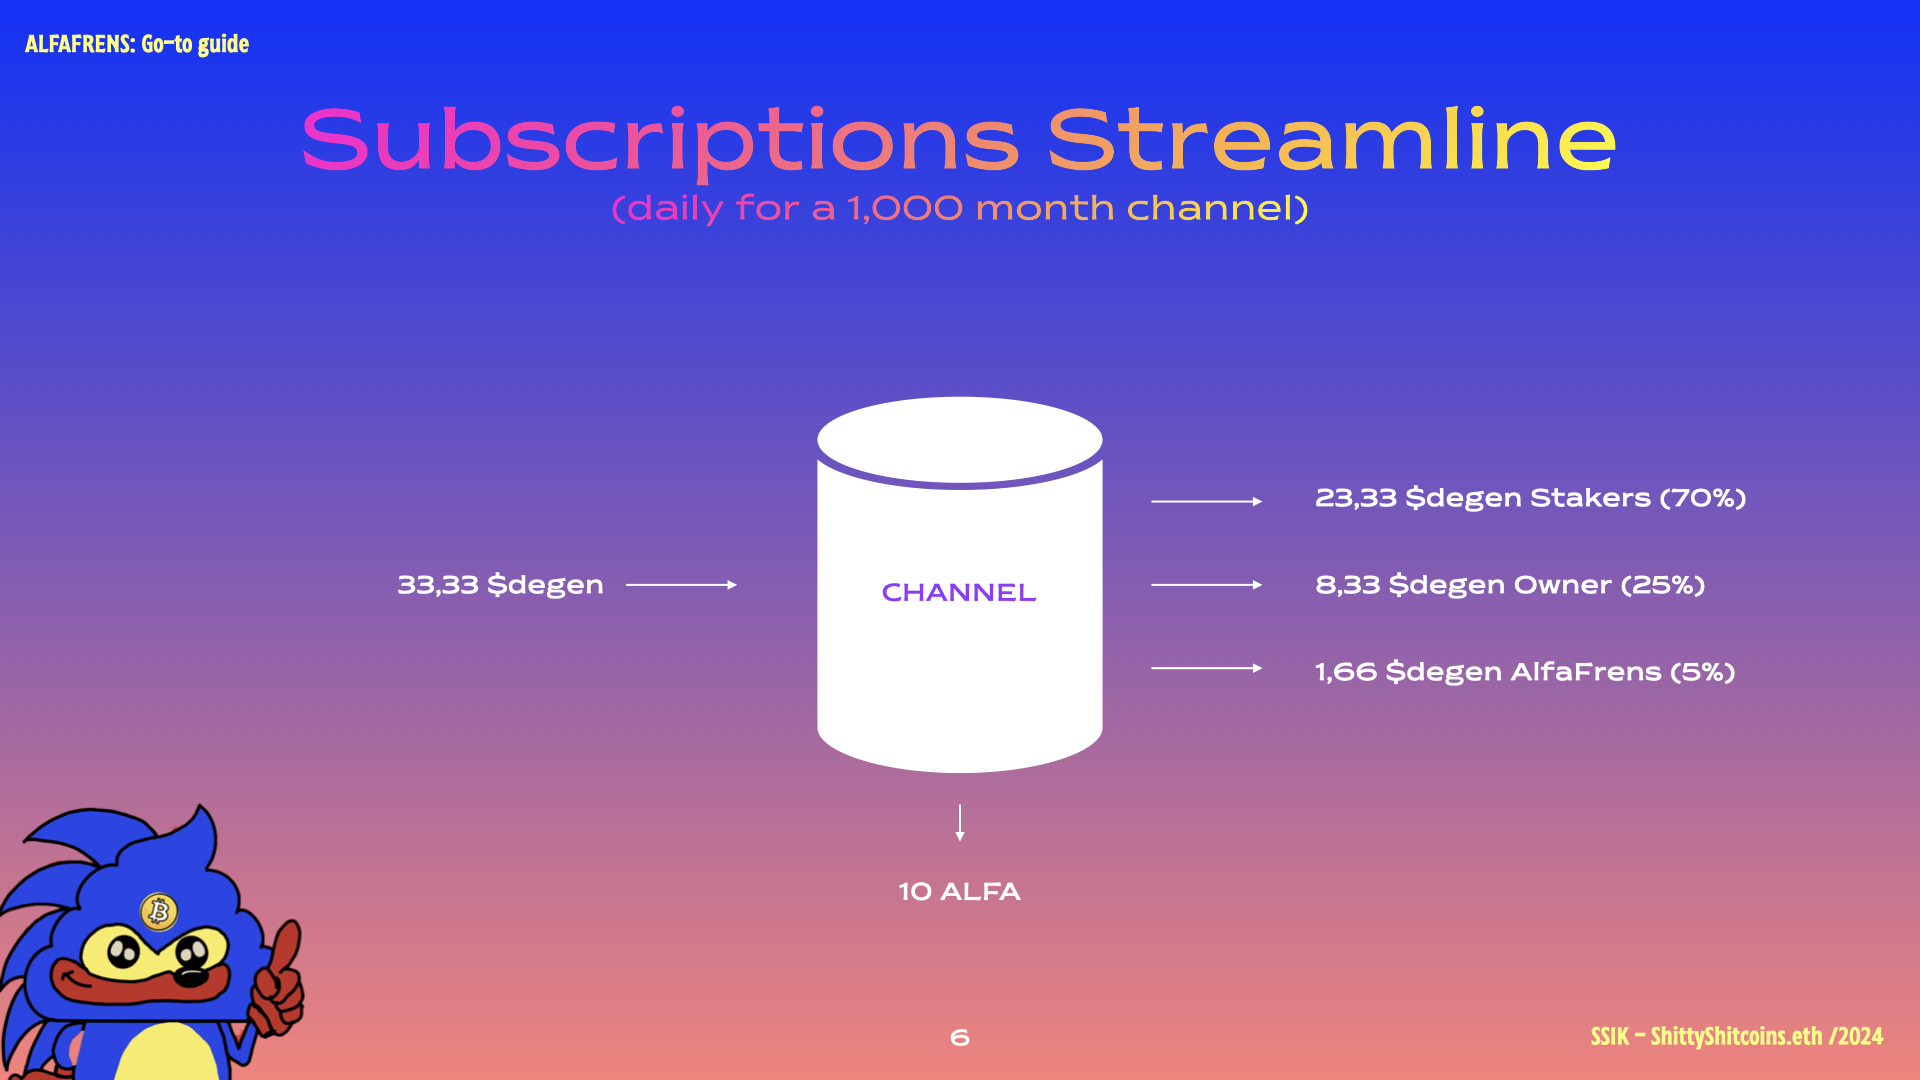 ALFAFRENS: Go-to guide
Subscriptions Streamline
(daily for a 1,000 month channel)
23,33 $degen Stakers (70%)
33,33 $degen
CHANNEL
8,33 $degen Owner (25%)
1,66 $degen AlfaFrens (5%)
10 ALFA
6
SSIK - ShittyShitcoins.eth /2024